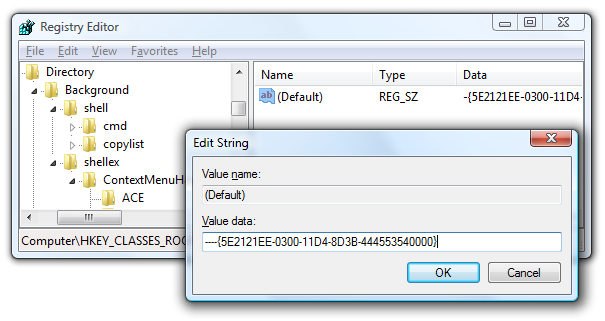 Registry Editor
File Edit View Favorites Help
Directory
Background
shell
cmd
copylist
shellex
ContextMenuH
ACE
Name Type Data
ab (Default) REG_SZ -{5E2121EE-0300-11D4-
Computer\HKEY_CLASSES_ROO
Edit String
Value name:
(Default)
Value data:
----{5E2121EE-0300-11D4-8D3B-444553540000}
OK Cancel